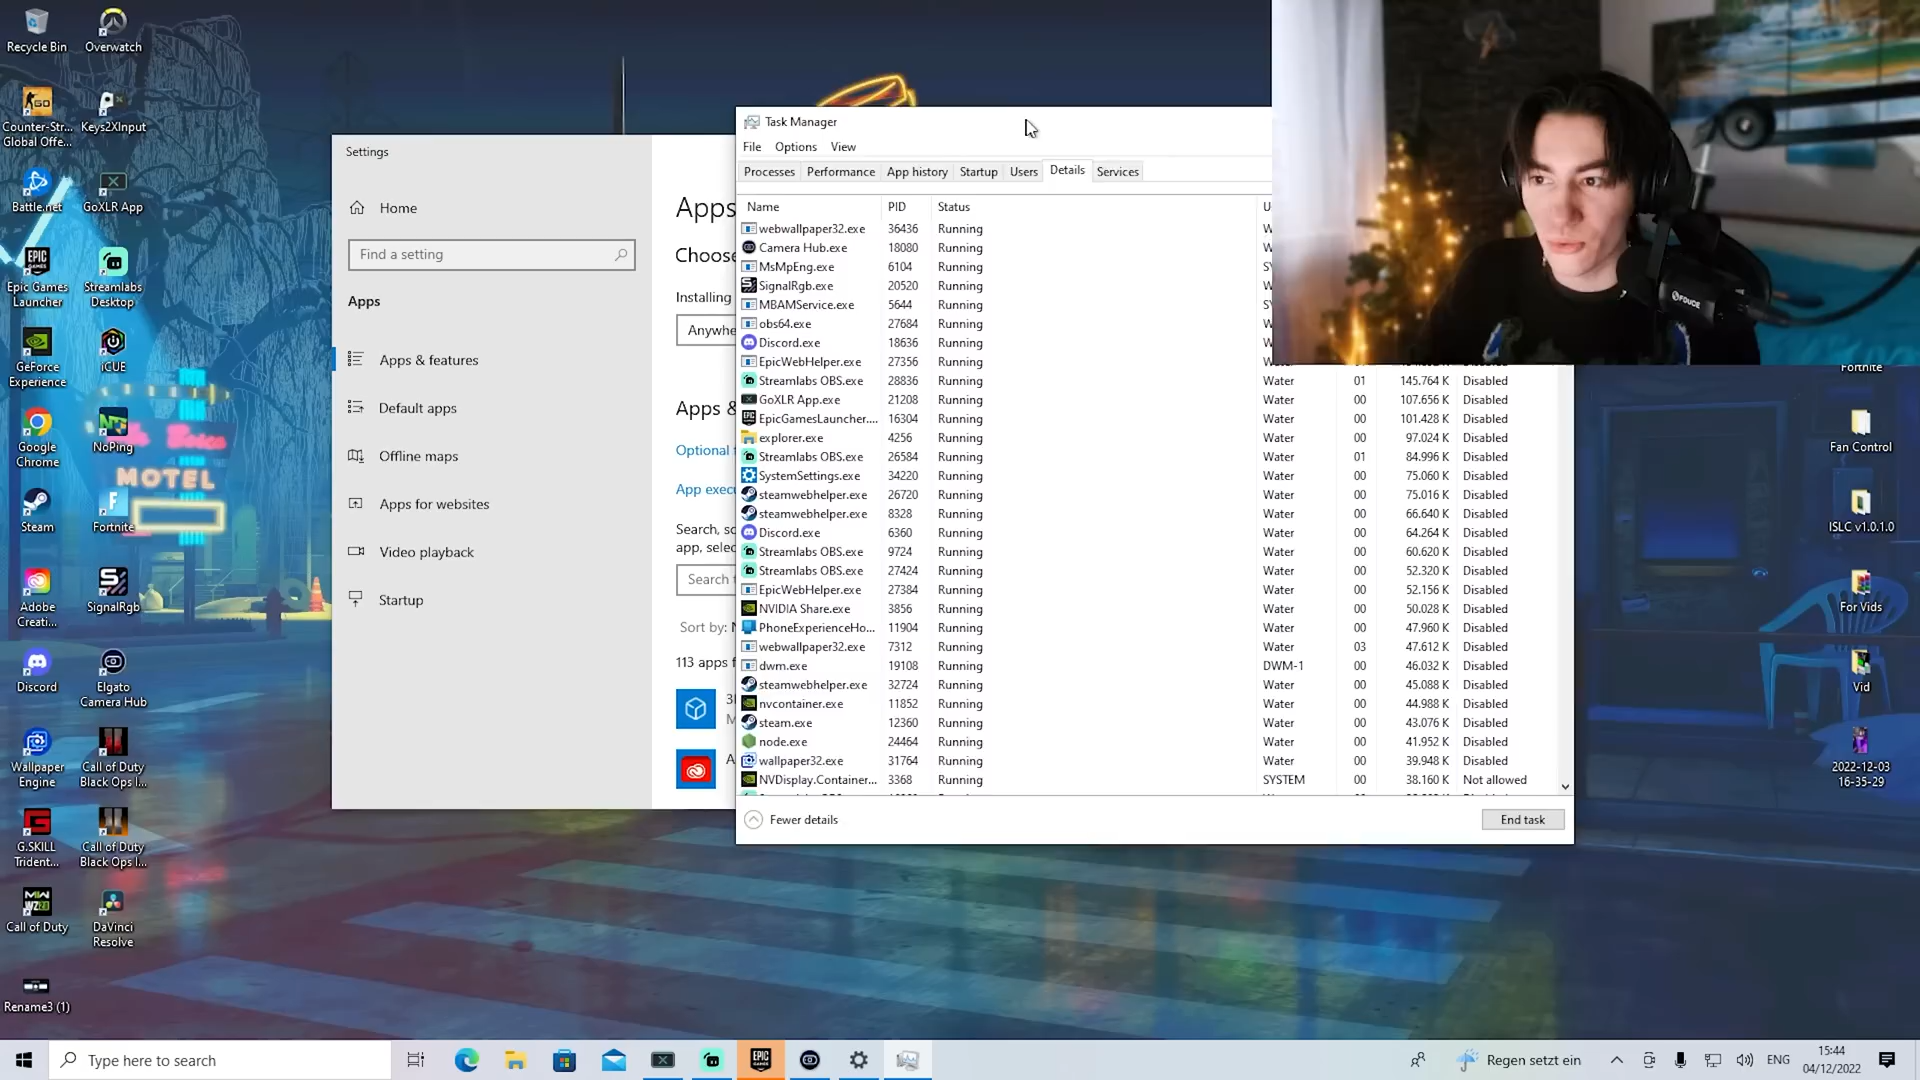 Recycle Bin
Overwatch
Counter-Str...
Global Offe...
Keys2XInput
Battle.net
GoXLR App
Epic Games
Launcher
Streamlabs
Desktop
GeForce
Experience
iCUE
Google
Chrome
NoPing
Steam
Fortnite
Adobe
Creati...
SignalRgb
Discord
Elgato
Camera Hub
Wallpaper
Engine
Call of Duty
Black Ops I...
G.SKILL
Trident...
Call of Duty
Black Ops I...
Call of Duty
DaVinci
Resolve
Rename3 (1)
MOTEL
Settings
Home
Find a setting
Apps
Apps & features
Default apps
Offline maps
Apps for websites
Video playback
Startup
Apps
Choose
Installing
Anywhe
Apps &
Optional f
App execu
Search, so
app, selec
Search t
Sort by: N
113 apps f
Task Manager
File Options View
Processes Performance App history Startup Users Details Services
Name PID Status U
webwallpaper32.exe 36436 Running W
Camera Hub.exe 18080 Running W
MsMpEng.exe 6104 Running SY
SignalRgb.exe 20520 Running W
MBAMService.exe 5644 Running SY
obs64.exe 27684 Running W
Discord.exe 18636 Running W
EpicWebHelper.exe 27356 Running
Streamlabs OBS.exe 28836 Running Water 01 145.764 K Disabled
GoXLR App.exe 21208 Running Water 00 107.656 K Disabled
EpicGamesLauncher.... 16304 Running Water 00 101.428 K Disabled
explorer.exe 4256 Running Water 00 97.024 K Disabled
Streamlabs OBS.exe 26584 Running Water 01 84.996 K Disabled
SystemSettings.exe 34220 Running Water 00 75.060 K Disabled
steamwebhelper.exe 26720 Running Water 00 75.016 K Disabled
steamwebhelper.exe 8328 Running Water 00 66.640 K Disabled
Discord.exe 6360 Running Water 00 64.264 K Disabled
Streamlabs OBS.exe 9724 Running Water 00 60.620 K Disabled
Streamlabs OBS.exe 27424 Running Water 00 52.320 K Disabled
EpicWebHelper.exe 27384 Running Water 00 52.156 K Disabled
NVIDIA Share.exe 3856 Running Water 00 50.028 K Disabled
PhoneExperienceHo... 11904 Running Water 00 47.960 K Disabled
webwallpaper32.exe 7312 Running Water 03 47.612 K Disabled
dwm.exe 19108 Running DWM-1 00 46.032 K Disabled
steamwebhelper.exe 32724 Running Water 00 45.088 K Disabled
nvcontainer.exe 11852 Running Water 00 44.988 K Disabled
steam.exe 12360 Running Water 00 43.076 K Disabled
node.exe 24464 Running Water 00 41.952 K Disabled
wallpaper32.exe 31764 Running Water 00 39.948 K Disabled
NVDisplay.Container... 3368 Running SYSTEM 00 38.160 K Not allowed
Fewer details
End task
FDUCE
Fortnite
Fan Control
ISLC v1.0.1.0
For Vids
Vid
2022-12-03
16-35-29
Type here to search
Regen setzt ein
ENG
15:44
04/12/2022